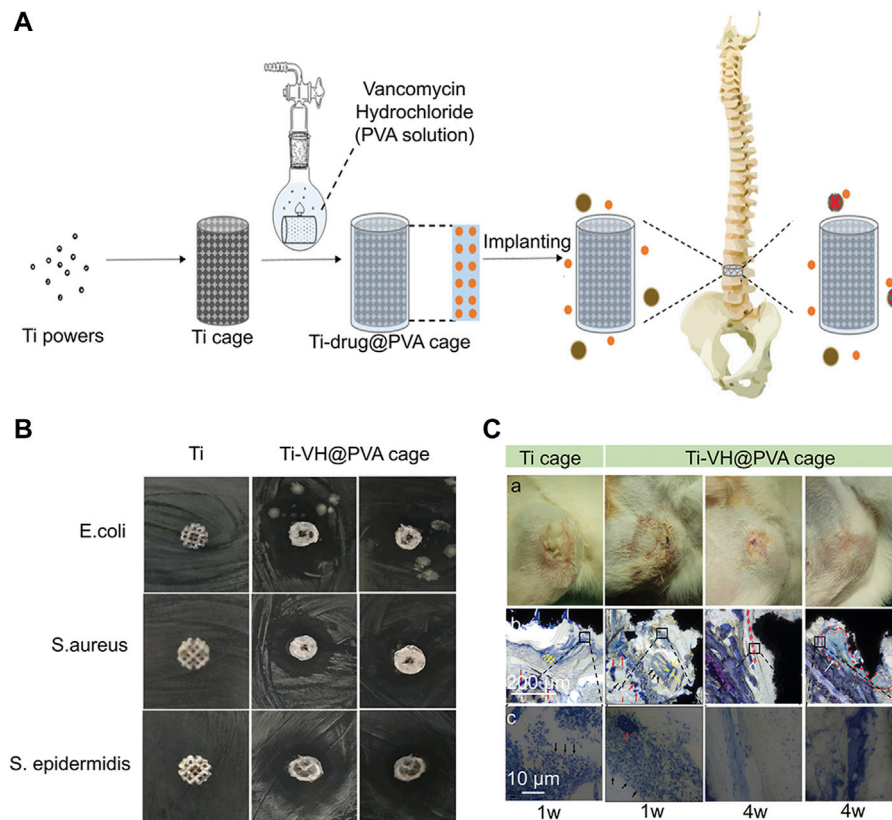 A
Vancomycin
Hydrochloride
(PVA solution)
Implanting
Ti powers
Ti cage
Ti-drug@PVA cage
B
Ti
Ti-VH@PVA cage
E.coli
S.aureus
S. epidermidis
C
Ti cage
Ti-VH@PVA cage
a
b
200 µm
c
10 µm
1w
1w
4w
4w